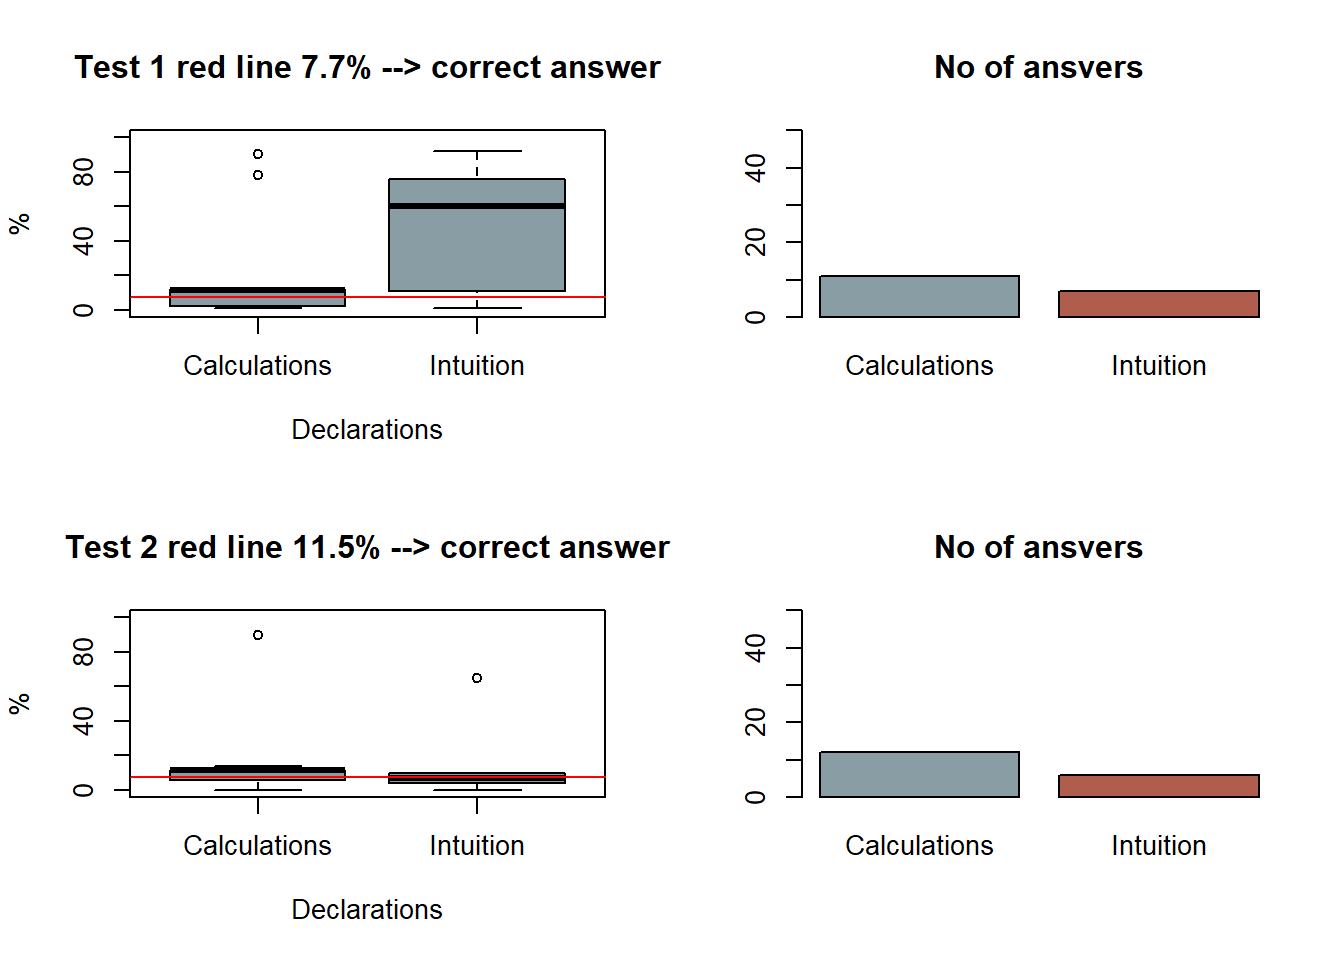 Test 1 red line 7.7% --> correct answer
%
80
40
0
Calculations Intuition
Declarations
No of ansvers
40
20
0
Calculations Intuition
Test 2 red line 11.5% --> correct answer
%
80
40
0
Calculations Intuition
Declarations
No of ansvers
40
20
0
Calculations Intuition